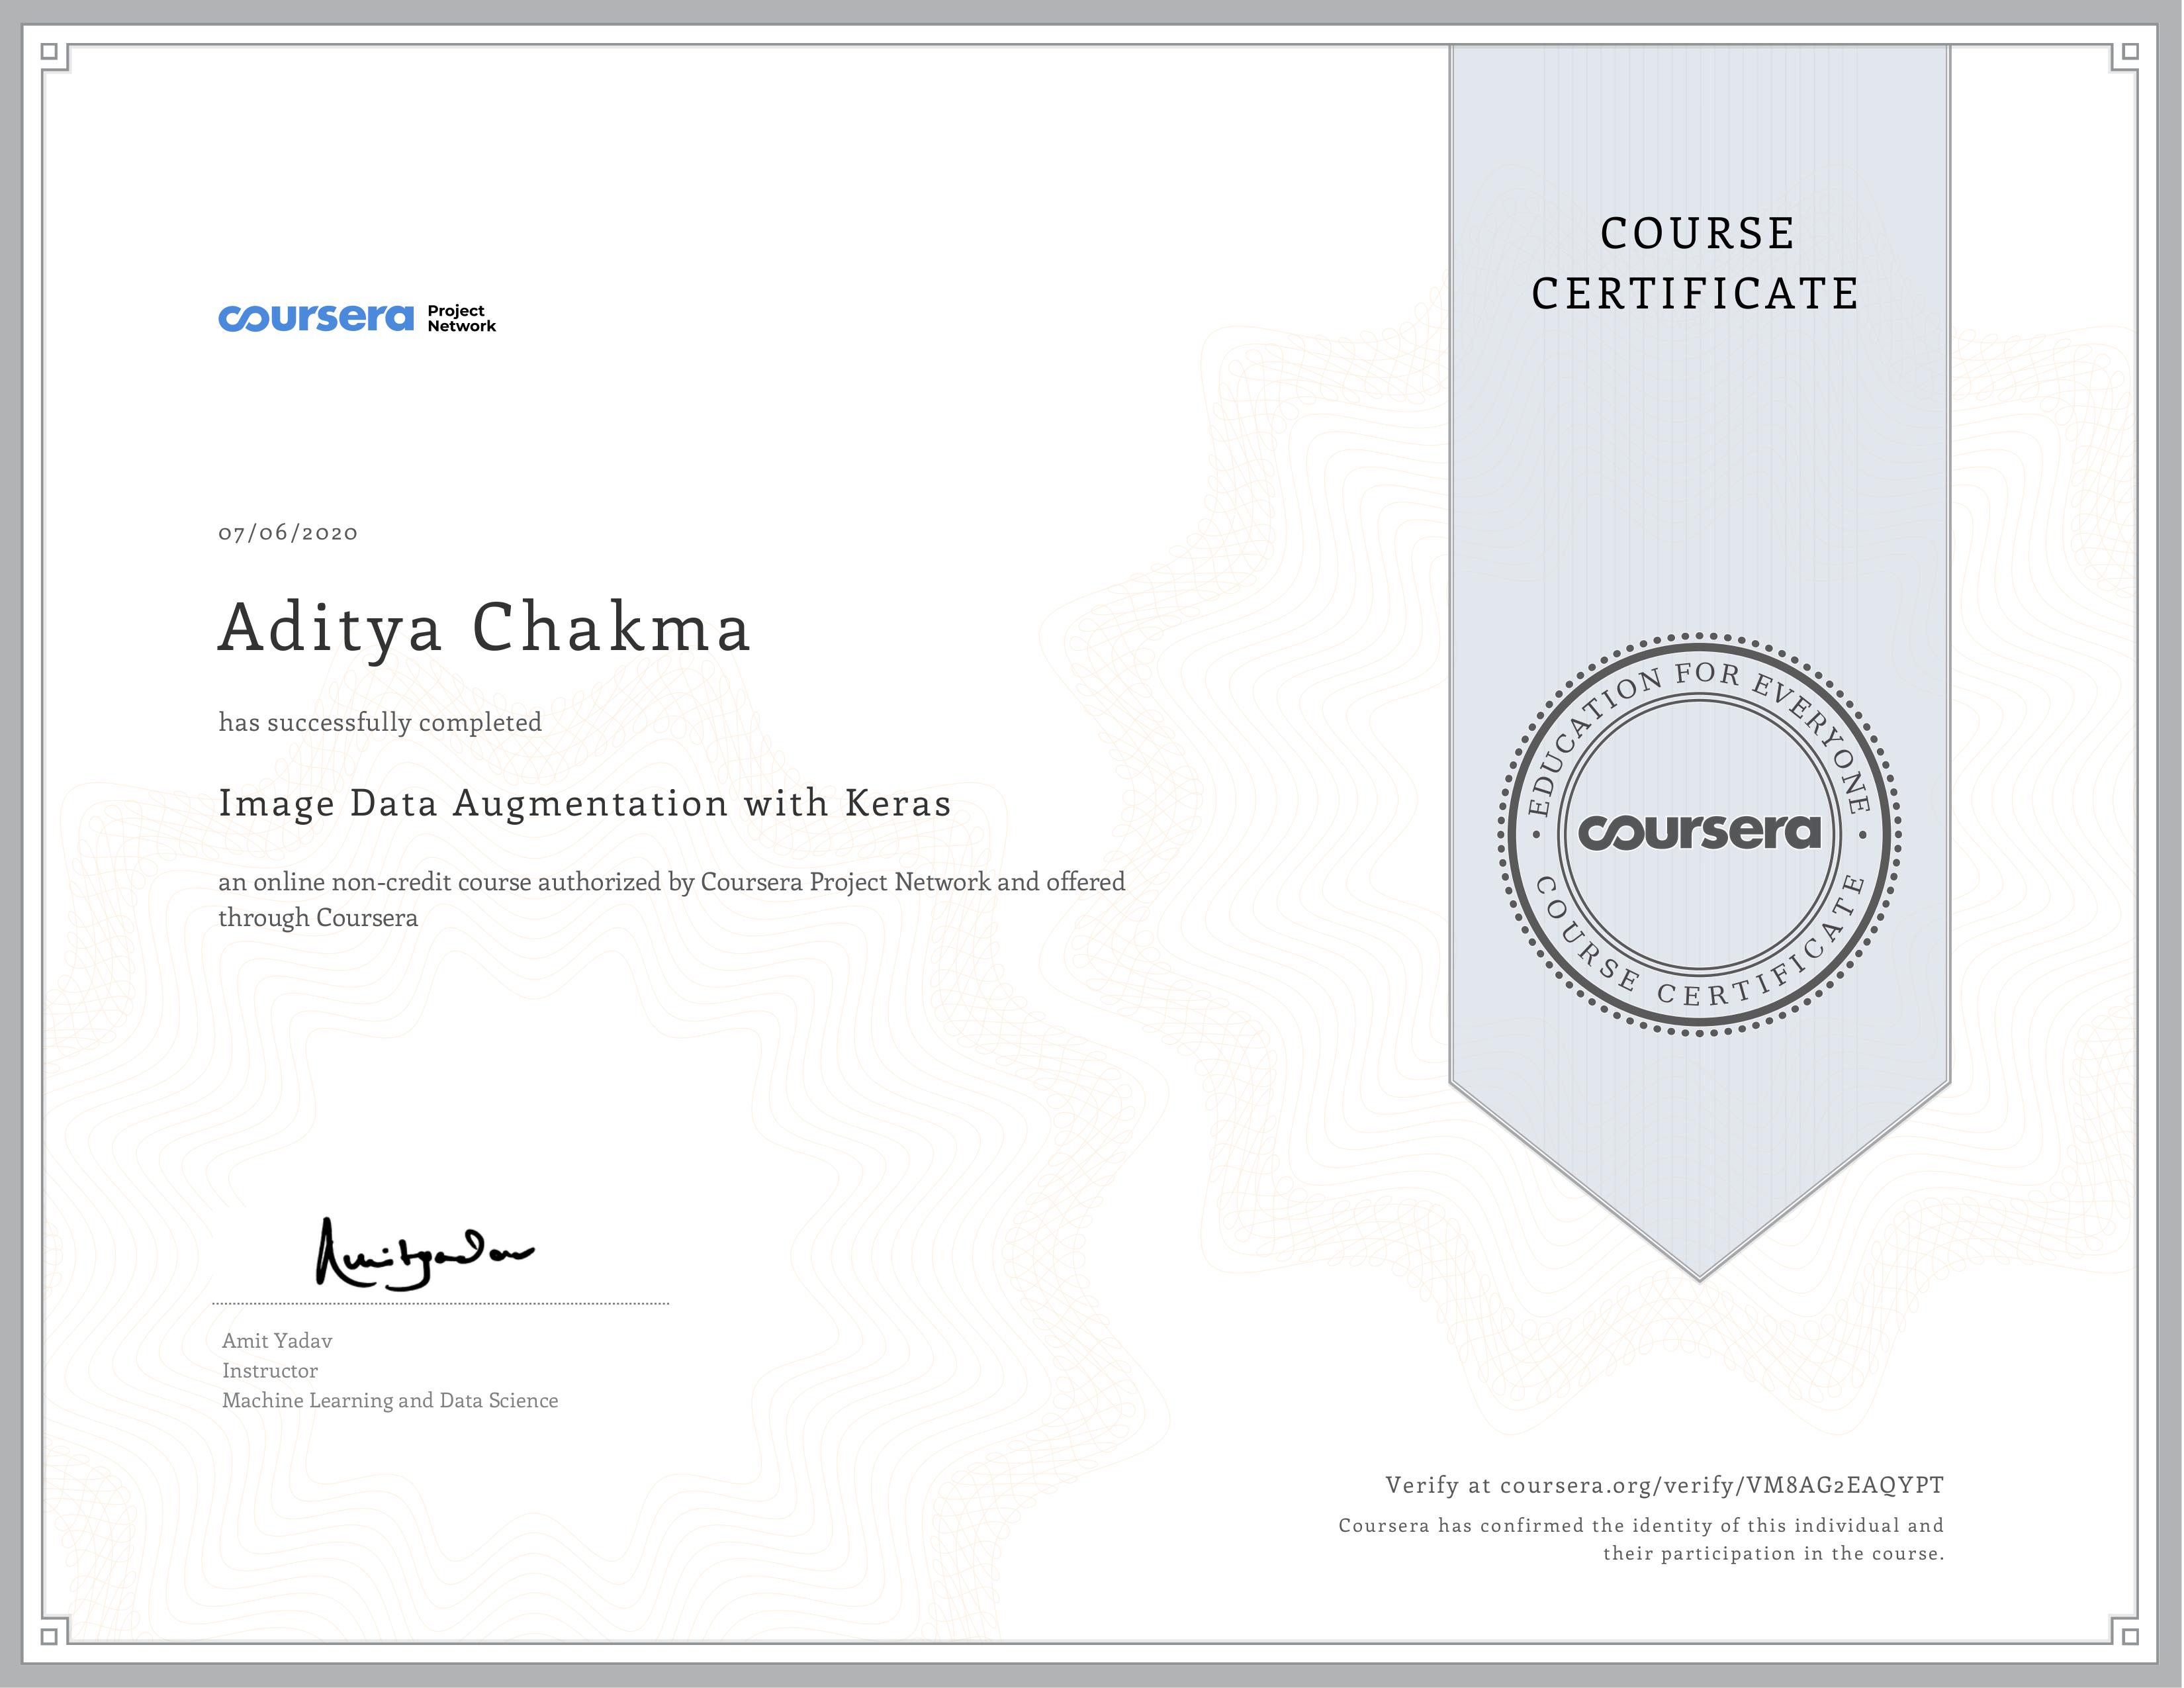 coursera Project Network
07/06/2020
Aditya Chakma
has successfully completed
Image Data Augmentation with Keras
an online non-credit course authorized by Coursera Project Network and offered
through Coursera
Amit Yadav
Amit Yadav
Instructor
Machine Learning and Data Science
COURSE
CERTIFICATE
EDUCATION FOR EVERYONE
coursera
COURSE CERTIFICATE
Verify at coursera.org/verify/VM8AG2EAQYPT
Coursera has confirmed the identity of this individual and
their participation in the course.